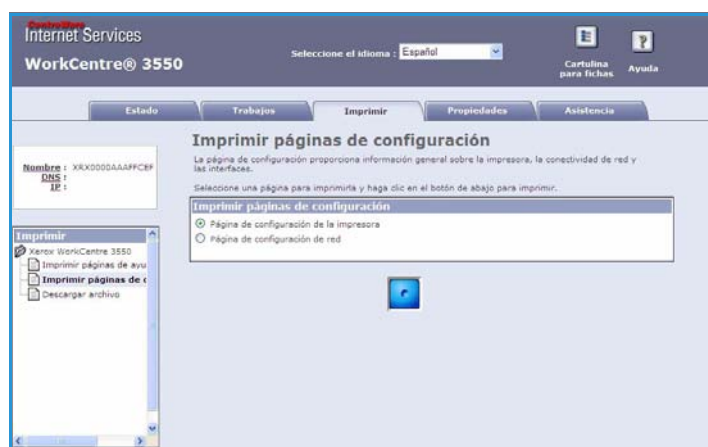 CentreWare
Internet Services
WorkCentre® 3550
Seleccione el idioma : Español
Cartulina
para fichas
Ayuda
Estado
Trabajos
Imprimir
Propiedades
Asistencia
Nombre : XRX0000AAAFFCEF
DNS :
IP :
Imprimir
Xerox WorkCentre 3550
Imprimir páginas de ayu
Imprimir páginas de c
Descargar archivo
Imprimir páginas de configuración
La página de configuración proporciona información general sobre la impresora, la conectividad de red y
las interfaces.
Seleccione una página para imprimirla y haga clic en el botón de abajo para imprimir.
Imprimir páginas de configuración
Página de configuración de la impresora
Página de configuración de red